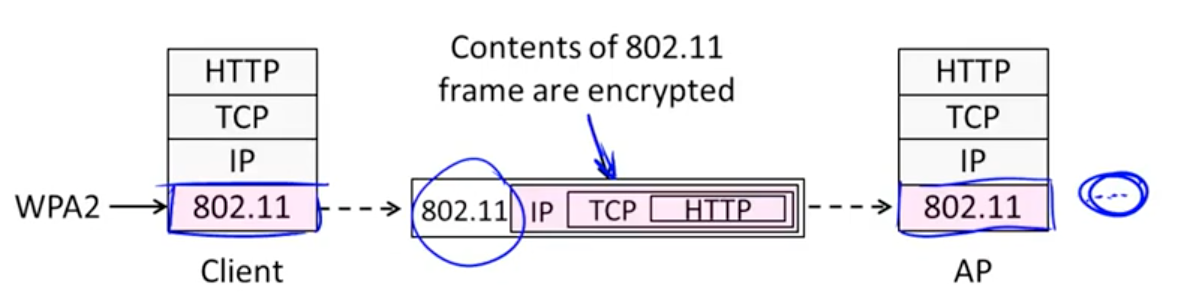 Contents of 802.11
frame are encrypted
HTTP
TCP
IP
WPA2
802.11
Client
802.11
IP
TCP
HTTP
HTTP
TCP
IP
802.11
AP